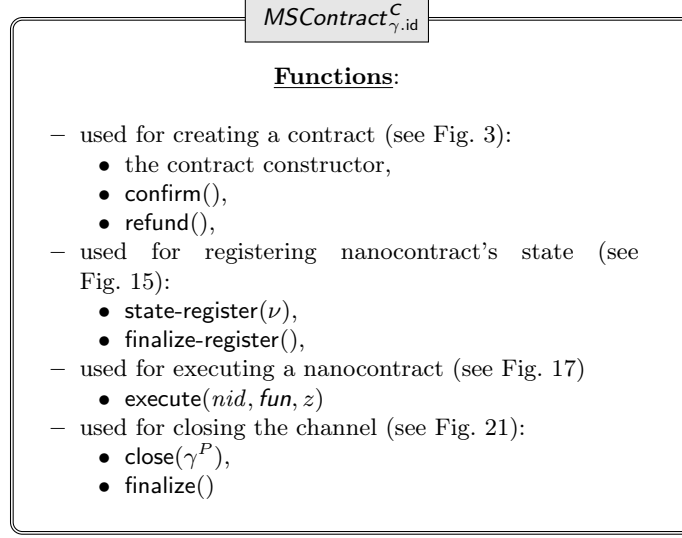 MSContract^C_γ.id
Functions:
– used for creating a contract (see Fig. 3):
• the contract constructor,
• confirm(),
• refund(),
– used for registering nanocontract's state (see
Fig. 15):
• state-register(ν),
• finalize-register(),
– used for executing a nanocontract (see Fig. 17)
• execute(nid, fun, z)
– used for closing the channel (see Fig. 21):
• close(γ^P),
• finalize()